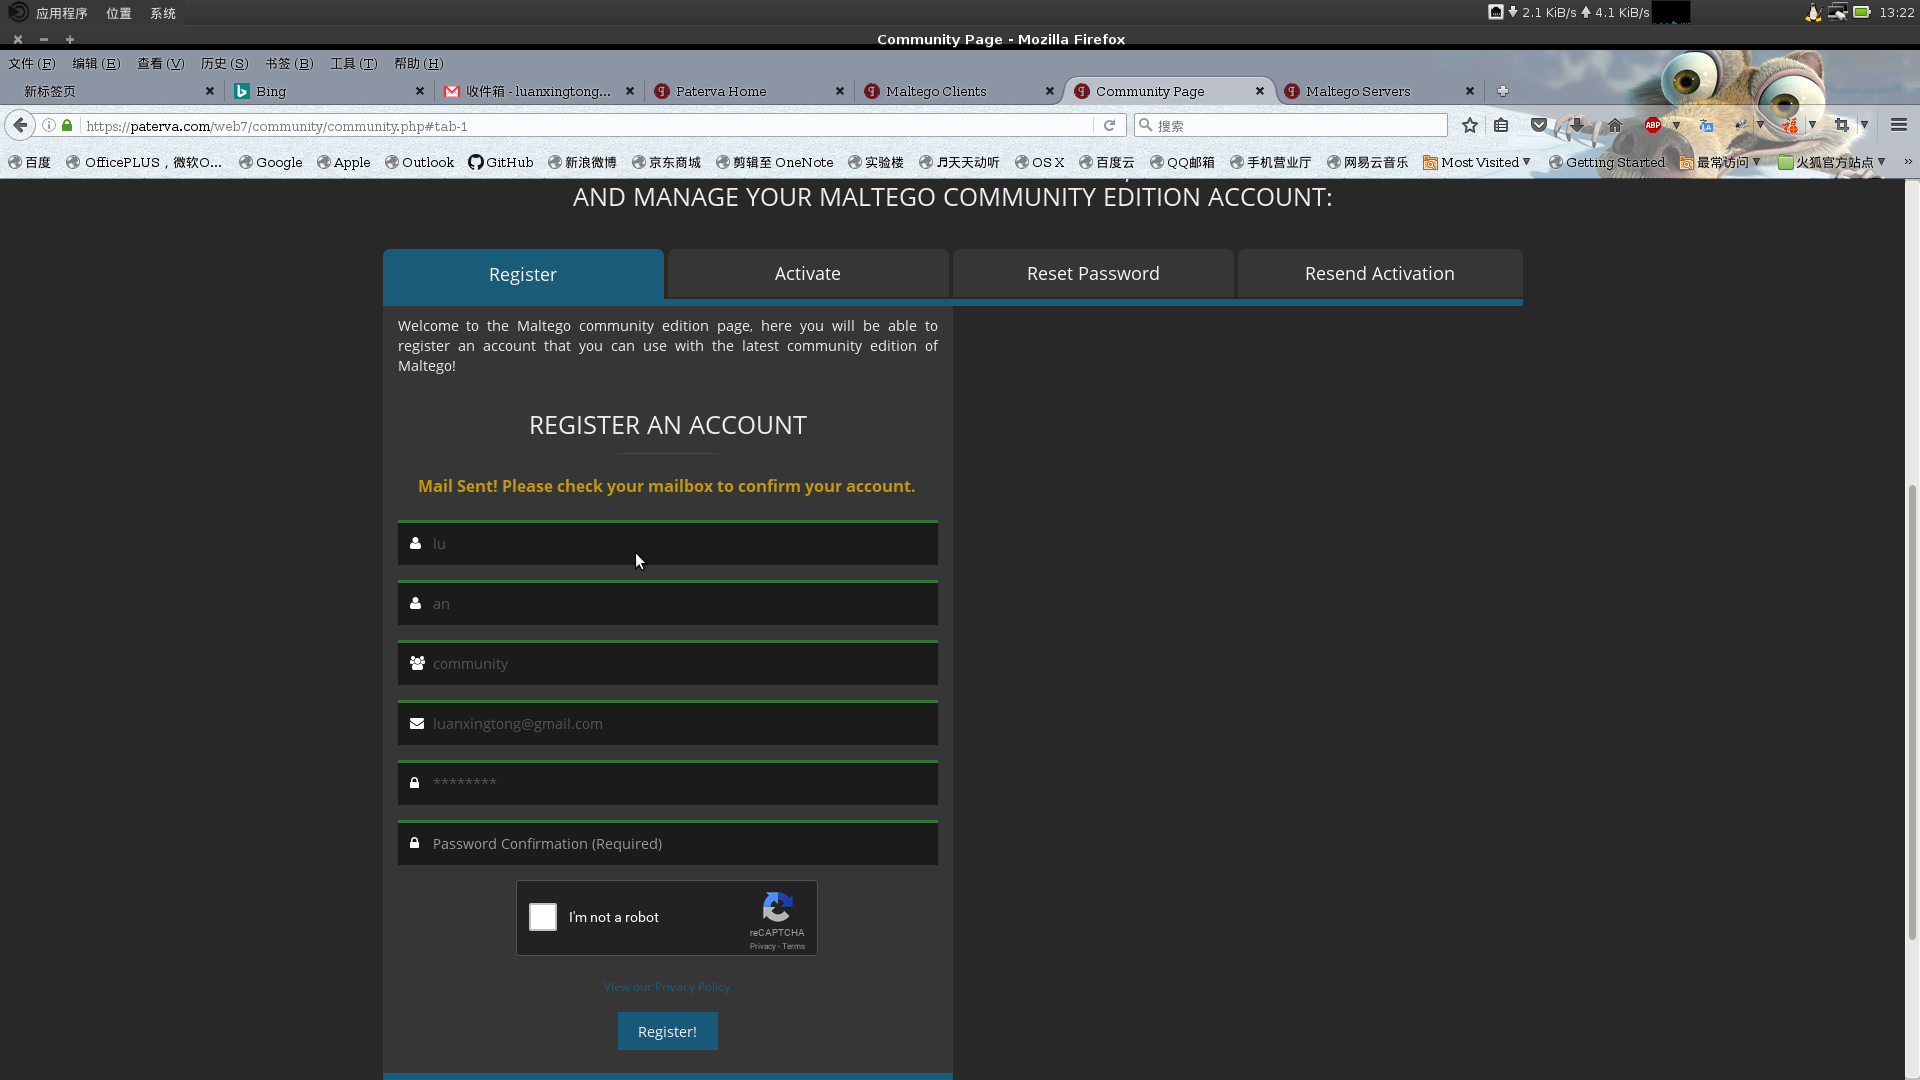 应用程序 位置 系统 2.1 KiB/s 4.1 KiB/s 13:22
Community Page - Mozilla Firefox
文件 (F) 编辑 (E) 查看 (V) 历史 (S) 书签 (B) 工具 (T) 帮助 (H)
新标签页 Bing 收件箱 - luanxingtong... Paterva Home Maltego Clients Community Page Maltego Servers
https://paterva.com/web7/community/community.php#tab-1 搜索 ABP
百度 OfficePLUS，微软O... Google Apple Outlook GitHub 新浪微博 京东商城 剪辑至 OneNote 实验楼 天天动听 OS X 百度云 QQ邮箱 手机营业厅 网易云音乐 Most Visited Getting Started 最常访问 火狐官方站点 »
AND MANAGE YOUR MALTEGO COMMUNITY EDITION ACCOUNT:
Register Activate Reset Password Resend Activation
Welcome to the Maltego community edition page, here you will be able to
register an account that you can use with the latest community edition of
Maltego!
REGISTER AN ACCOUNT
Mail Sent! Please check your mailbox to confirm your account.
lu
an
community
luanxingtong@gmail.com
********
Password Confirmation (Required)
I'm not a robot
reCAPTCHA
Privacy - Terms
View our Privacy Policy
Register!